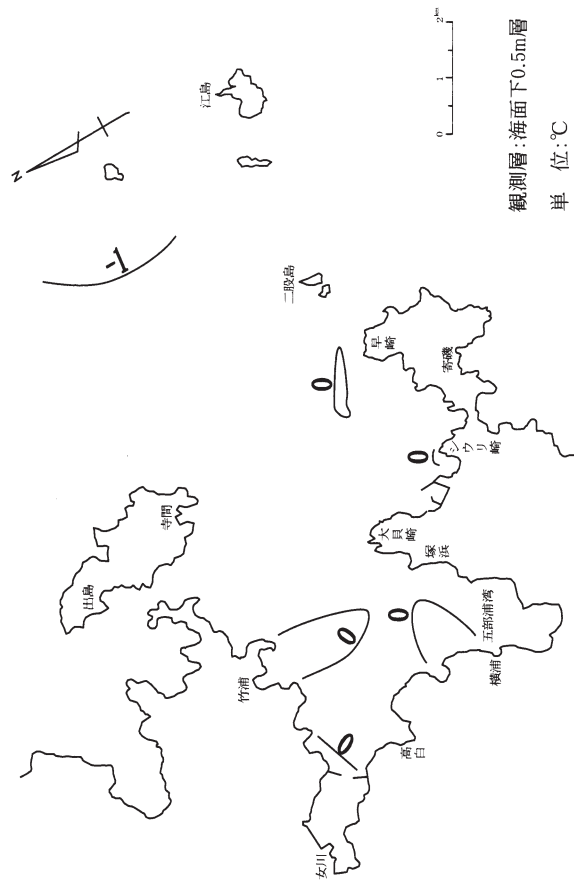 N
江島
-1
二股島
0
早崎
寄磯
0
シウリ崎
寺間
出島
大貝崎
塚浜
0
0
五部浦湾
横浦
竹浦
0
高白
女川
0 1 2 km
観測層:海面下0.5m層
単 位:℃